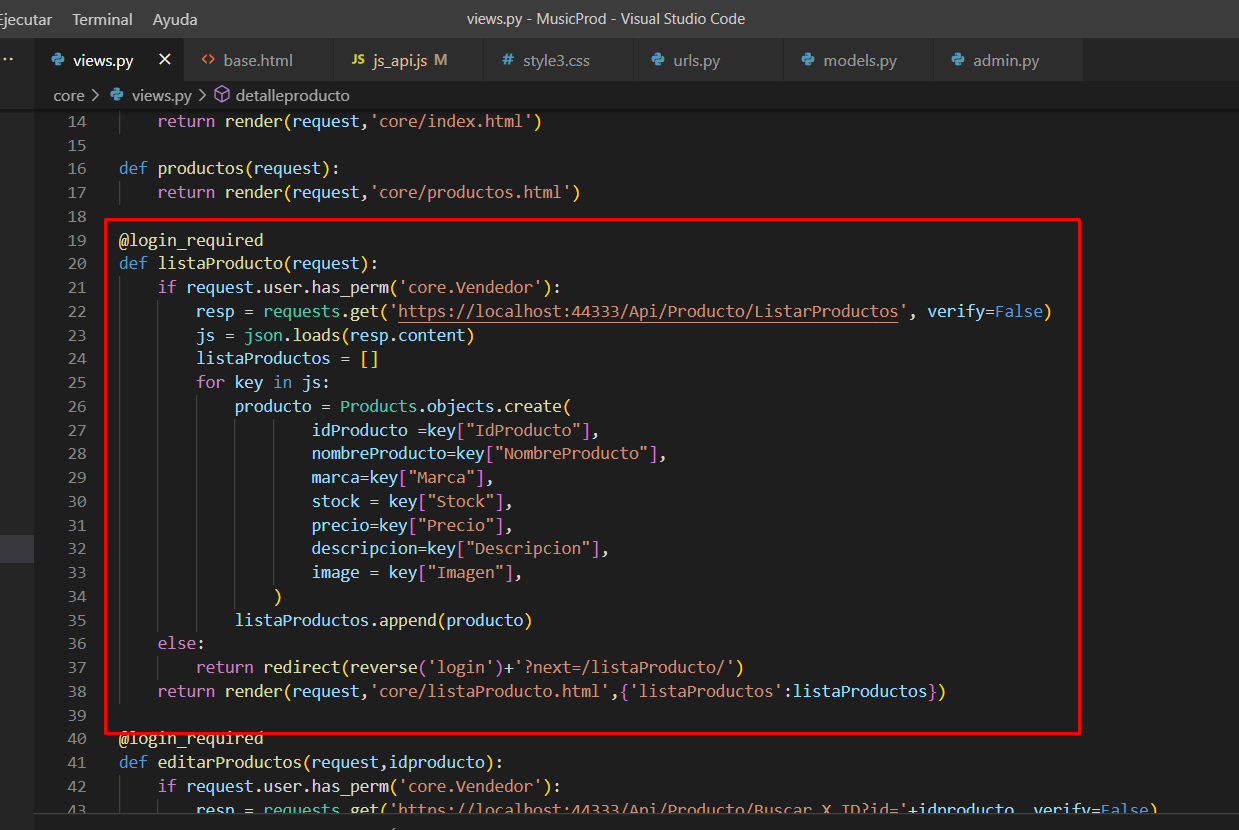 Ejecutar Terminal Ayuda views.py - MusicProd - Visual Studio Code
views.py base.html JS js_api.js M # style3.css urls.py models.py admin.py
core > views.py > detalleproducto
14 return render(request,'core/index.html')
15
16 def productos(request):
17 return render(request,'core/productos.html')
18
19 @login_required
20 def listaProducto(request):
21 if request.user.has_perm('core.Vendedor'):
22 resp = requests.get('https://localhost:44333/Api/Producto/ListarProductos', verify=False)
23 js = json.loads(resp.content)
24 listaProductos = []
25 for key in js:
26 producto = Products.objects.create(
27 idProducto =key["IdProducto"],
28 nombreProducto=key["NombreProducto"],
29 marca=key["Marca"],
30 stock = key["Stock"],
31 precio=key["Precio"],
32 descripcion=key["Descripcion"],
33 image = key["Imagen"],
34 )
35 listaProductos.append(producto)
36 else:
37 return redirect(reverse('login')+'?next=/listaProducto/')
38 return render(request,'core/listaProducto.html',{'listaProductos':listaProductos})
39
40 @login_required
41 def editarProductos(request,idproducto):
42 if request.user.has_perm('core.Vendedor'):
43 resp = requests.get('https://localhost:44333/Api/Producto/Buscar_X_ID?id='+idproducto, verify=False)